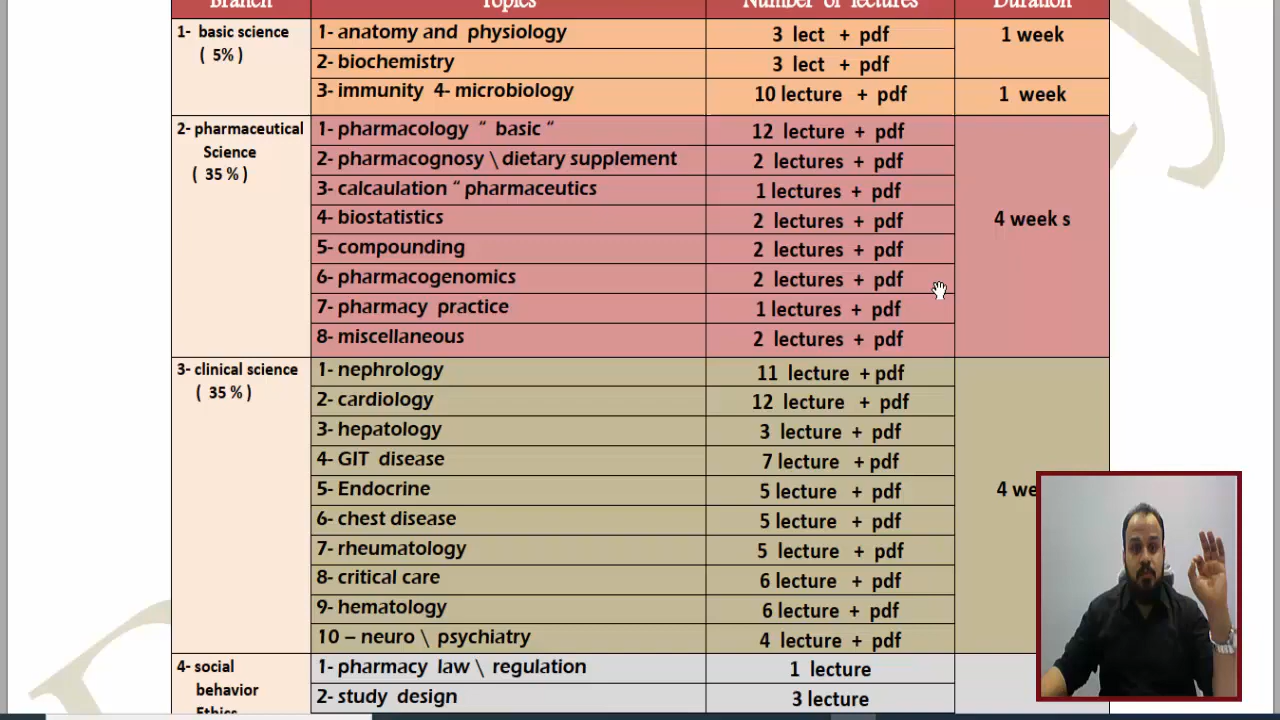 Branch Topics Number of lectures Duration
1- basic science 1- anatomy and physiology 3 lect + pdf 1 week
( 5% )
2- biochemistry 3 lect + pdf
3- immunity 4- microbiology 10 lecture + pdf 1 week
2- pharmaceutical 1- pharmacology " basic " 12 lecture + pdf
Science 2- pharmacognosy \ dietary supplement 2 lectures + pdf
( 35 % )
3- calcaulation " pharmaceutics 1 lectures + pdf
4- biostatistics 2 lectures + pdf 4 week s
5- compounding 2 lectures + pdf
6- pharmacogenomics 2 lectures + pdf
7- pharmacy practice 1 lectures + pdf
8- miscellaneous 2 lectures + pdf
3- clinical science 1- nephrology 11 lecture + pdf
( 35 % ) 2- cardiology 12 lecture + pdf
3- hepatology 3 lecture + pdf
4- GIT disease 7 lecture + pdf
5- Endocrine 5 lecture + pdf 4 we
6- chest disease 5 lecture + pdf
7- rheumatology 5 lecture + pdf
8- critical care 6 lecture + pdf
9- hematology 6 lecture + pdf
10 – neuro \ psychiatry 4 lecture + pdf
4- social 1- pharmacy law \ regulation 1 lecture
behavior 2- study design 3 lecture
Ethics